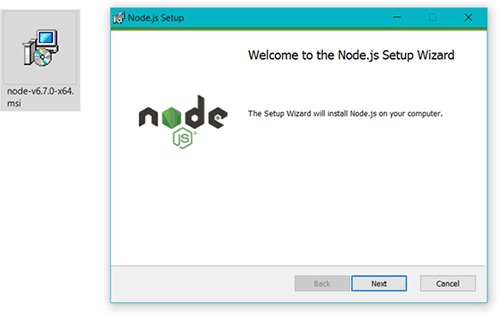 node-v6.7.0-x64.
msi
Node.js Setup
Welcome to the Node.js Setup Wizard
node
JS
The Setup Wizard will install Node.js on your computer.
Back
Next
Cancel